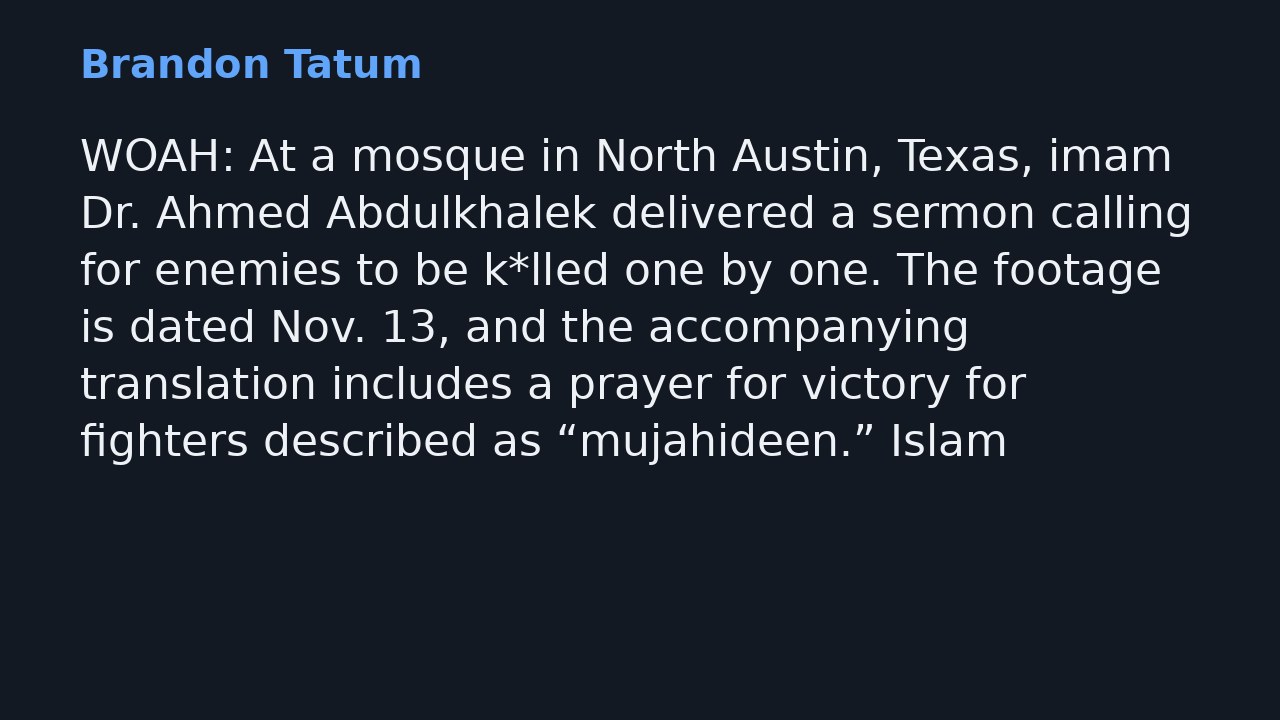 Brandon Tatum
WOAH: At a mosque in North Austin, Texas, imam
Dr. Ahmed Abdulkhalek delivered a sermon calling
for enemies to be k*lled one by one. The footage
is dated Nov. 13, and the accompanying
translation includes a prayer for victory for
fighters described as “mujahideen.” Islam